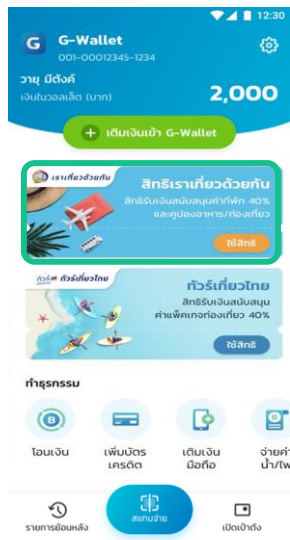 12:30
G G-Wallet
001-00012345-1234
วายุ มีตังค์
เงินในวอลเล็ต (บาท) 2,000
+ เติมเงินเข้า G-Wallet
เราเที่ยวด้วยกัน
สิทธิเราเที่ยวด้วยกัน
สิทธิรับเงินสนับสนุนค่าที่พัก 40%
และคูปองอาหาร/ท่องเที่ยว
ใช้สิทธิ
ทัวร์เที่ยวไทย
ทัวร์เที่ยวไทย
สิทธิรับเงินสนับสนุน
ค่าแพ็คเกจท่องเที่ยว 40%
ใช้สิทธิ
ทำธุรกรรม
โอนเงิน เพิ่มบัตร เติมเงิน จ่ายค่า
เครดิต มือถือ น้ำ/ไฟ
รายการย้อนหลัง สแกนจ่าย เปิดเป๋าตัง